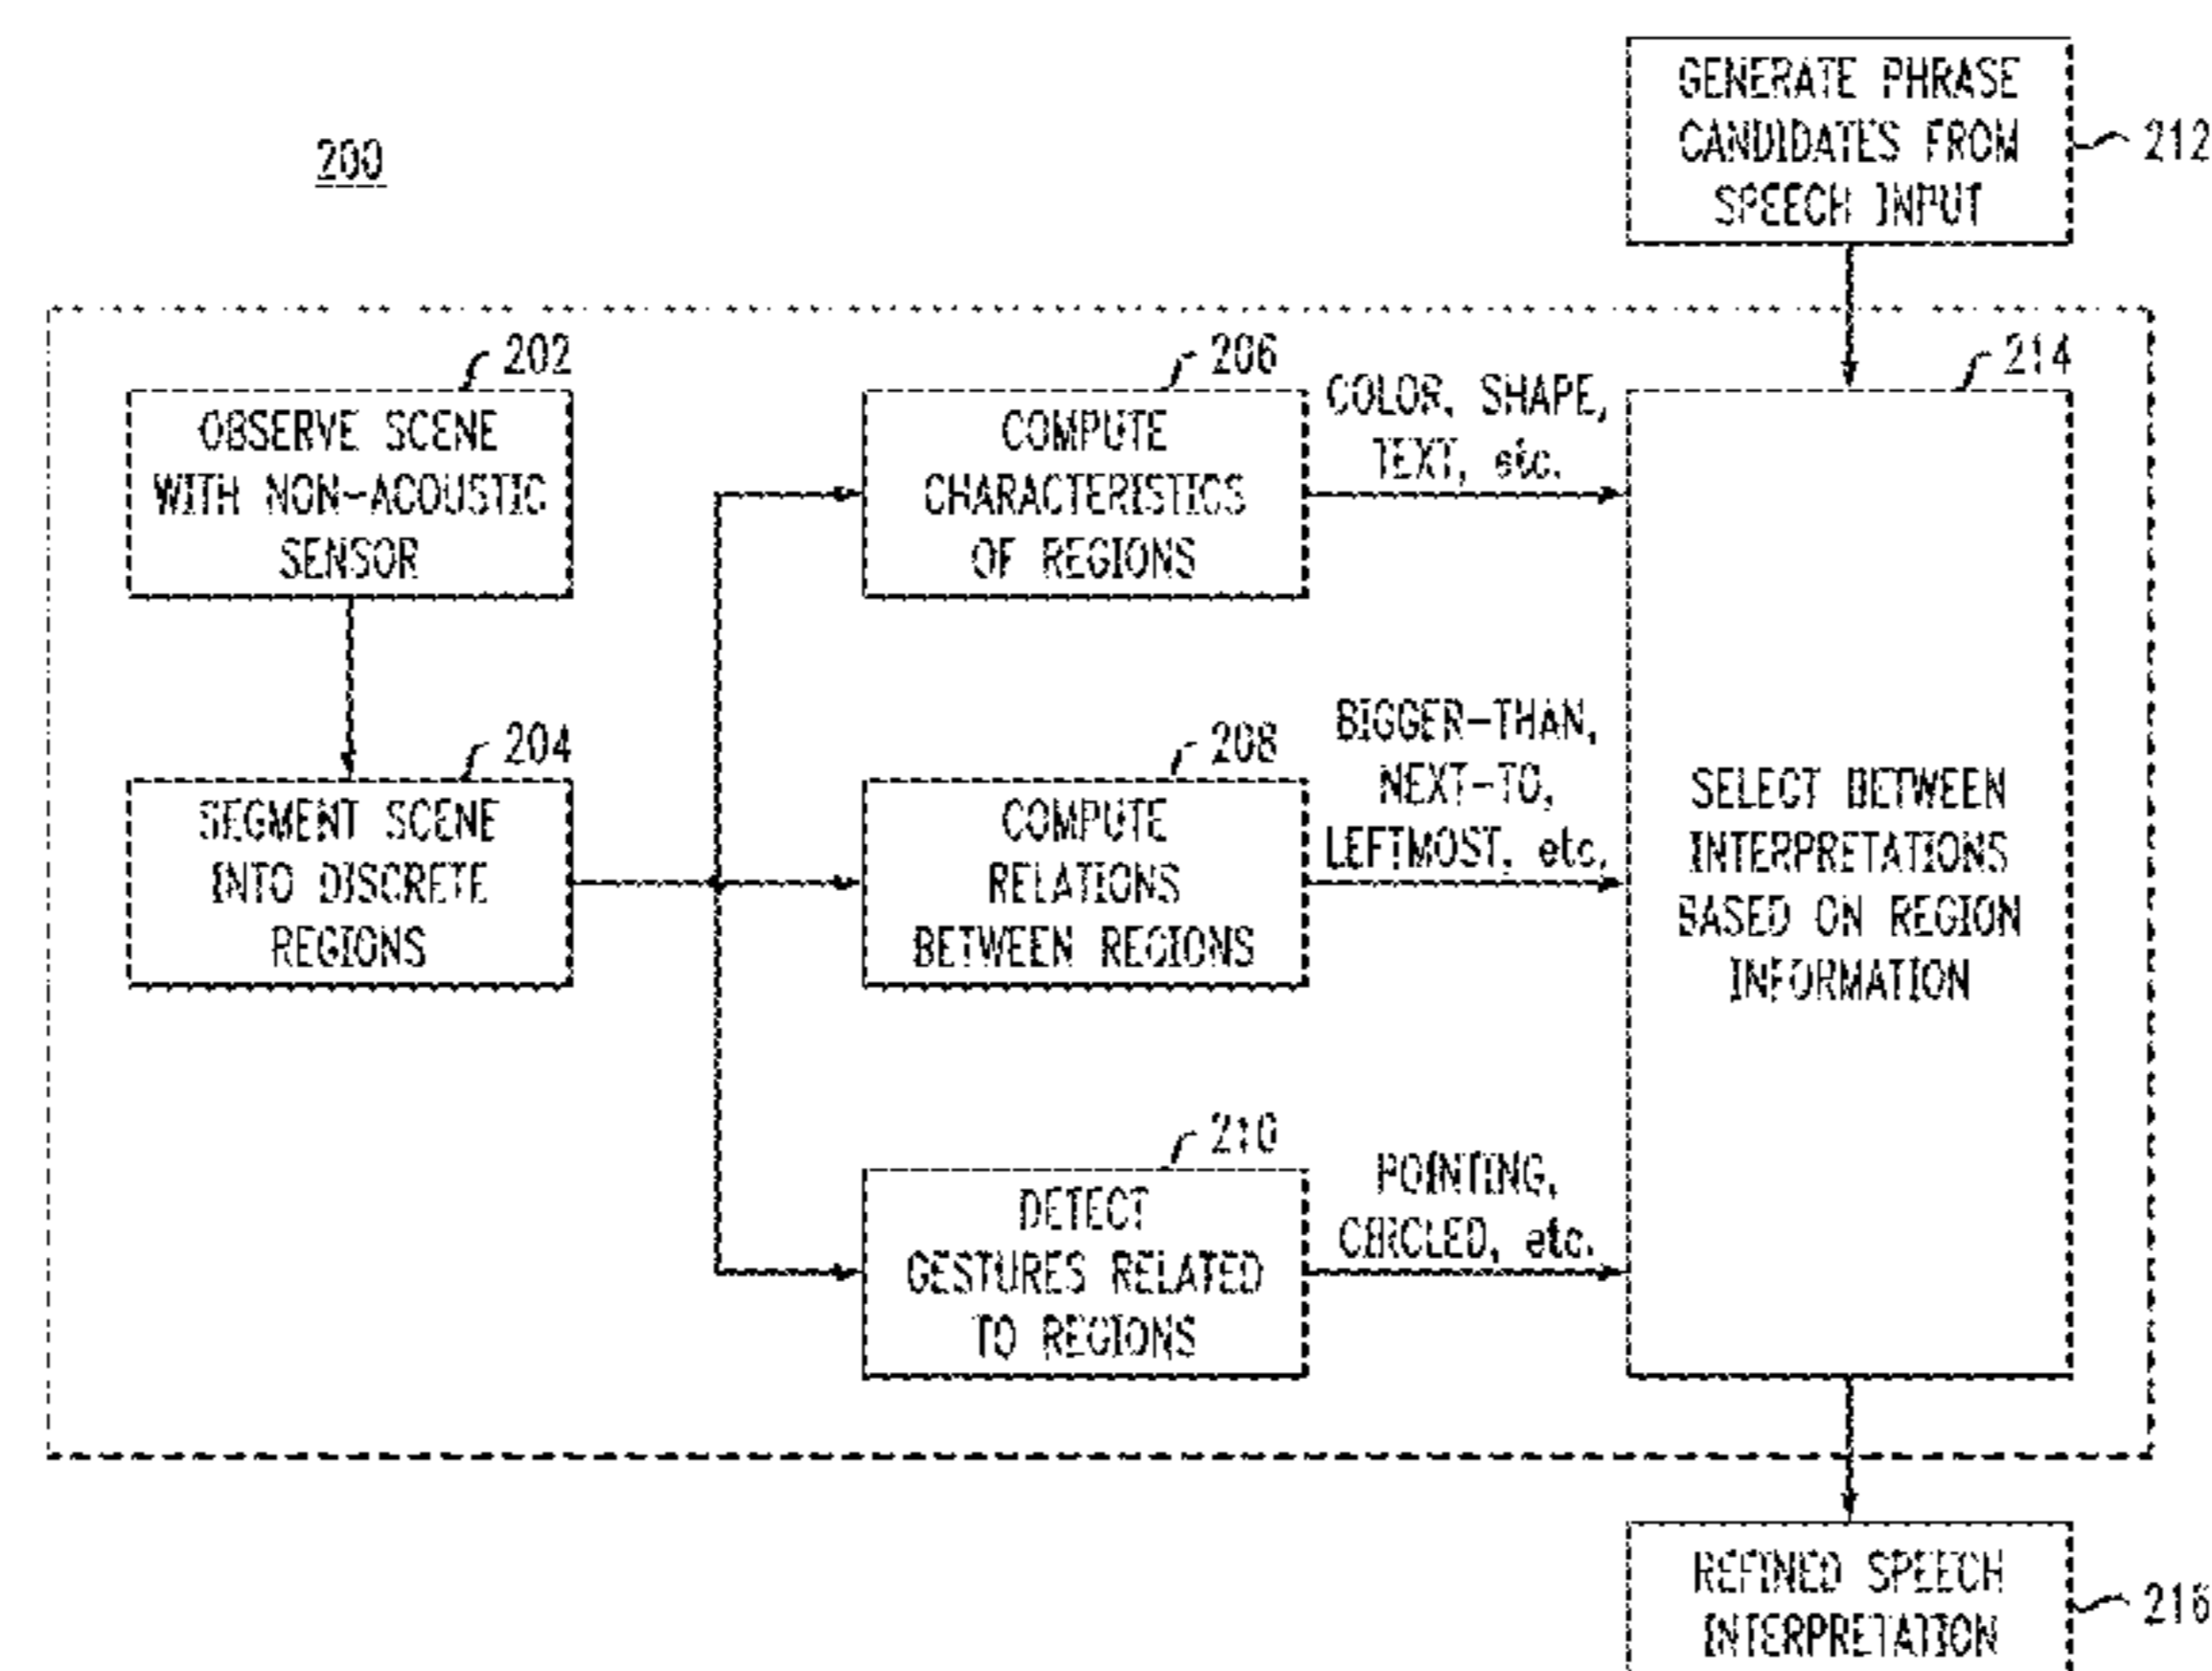 200
GENERATE PHRASE
CANDIDATES FROM
SPEECH INPUT
212
202
OBSERVE SCENE
WITH NON-ACOUSTIC
SENSOR
204
SEGMENT SCENE
INTO DISCRETE
REGIONS
206
COMPUTE
CHARACTERISTICS
OF REGIONS
COLOR, SHAPE,
TEXT, etc.
208
COMPUTE
RELATIONS
BETWEEN REGIONS
BIGGER-THAN,
NEXT-TO,
LEFTMOST, etc.
210
DETECT
GESTURES RELATED
TO REGIONS
POINTING,
CIRCLED, etc.
214
SELECT BETWEEN
INTERPRETATIONS
BASED ON REGION
INFORMATION
REFINED SPEECH
INTERPRETATION
216